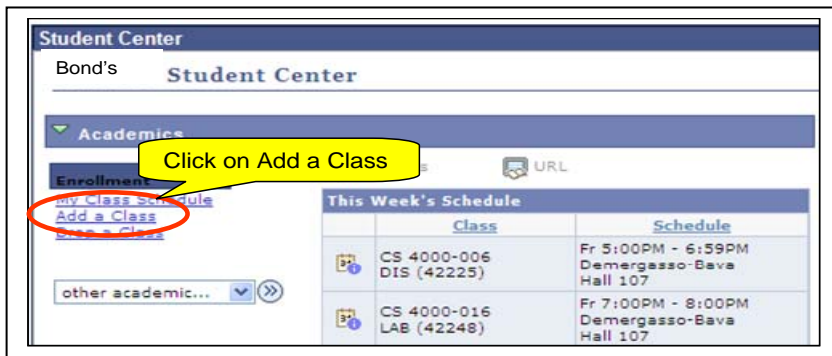 Student Center
Bond's Student Center
Academics
Click on Add a Class
URL
Enrollment
My Class Schedule
Add a Class
Drop a Class
other academic...
This Week's Schedule
Class Schedule
CS 4000-006
DIS (42225)
Fr 5:00PM - 6:59PM
Demergasso-Bava
Hall 107
CS 4000-016
LAB (42248)
Fr 7:00PM - 8:00PM
Demergasso-Bava
Hall 107